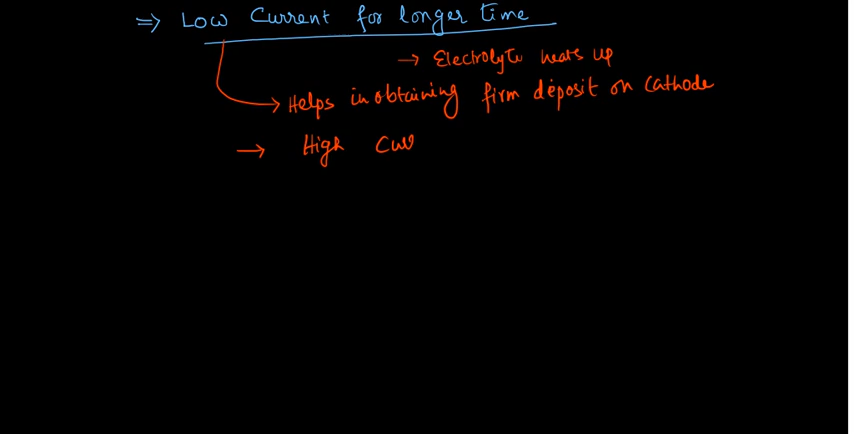 ⇒ Low Current for longer time
→ Electrolyte heats up
→ Helps in obtaining firm deposit on cathode
→ High Cur